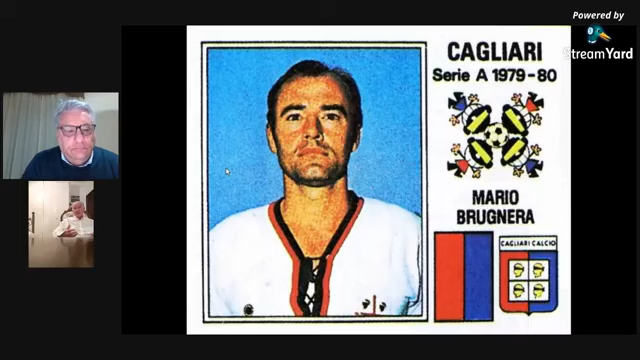 Powered by
StreamYard
CAGLIARI
Serie A 1979-80
MARIO
BRUGNERA
CAGLIARI CALCIO